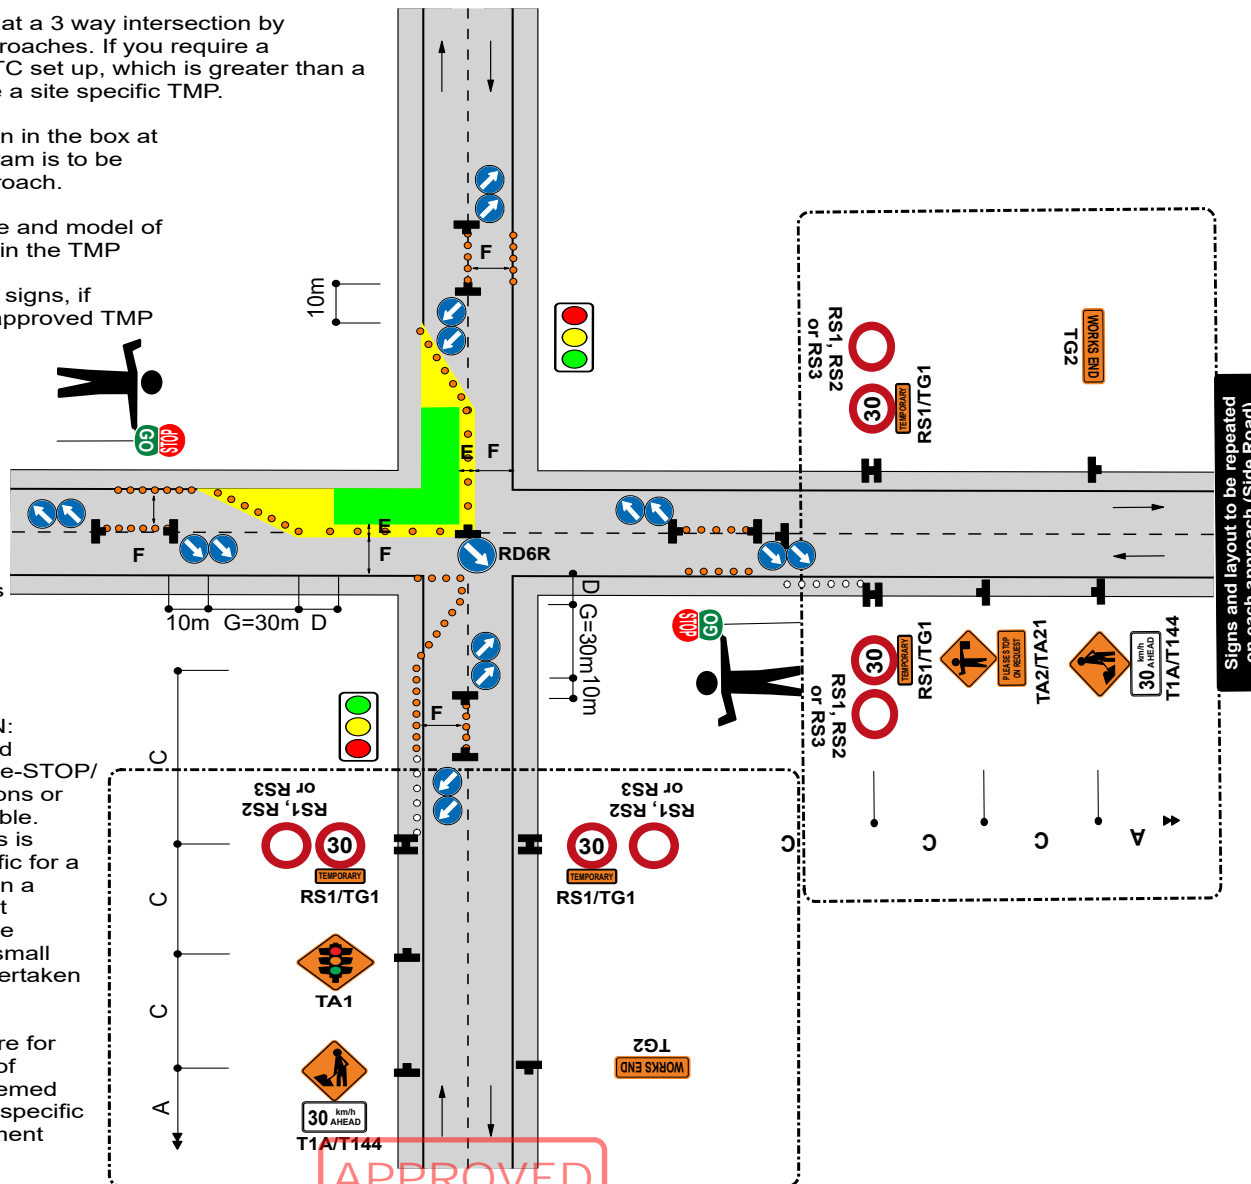 at a 3 way intersection by
roaches. If you require a
TC set up, which is greater than a
e a site specific TMP.
n in the box at
ram is to be
roach.
e and model of
in the TMP
signs, if
approved TMP
10m
F
STOP
GO
RS1, RS2
or RS3
30
TEMPORARY
RS1/TG1
WORKS END
TG2
Signs and layout to be repeated
on each approach (Side Road)
E
F
F
E
F
RD6R
s
10m
G=30m
D
D
G=30m
10m
STOP
GO
30
TEMPORARY
RS1/TG1
RS1, RS2
or RS3
PLEASE STOP
ON REQUEST
TA2/TA21
30 km/h
AHEAD
T1A/T144
C
C
C
A
F
N:
d
e-STOP/
ons or
ble.
s is
fic for a
n a
t
e
small
ertaken
re for
of
emed
specific
ment
C
C
C
A
RS1, RS2
or RS3
30
TEMPORARY
RS1/TG1
RS1, RS2
or RS3
30
TEMPORARY
RS1/TG1
TA1
TG2
WORKS END
30 km/h
AHEAD
T1A/T144
APPROVED